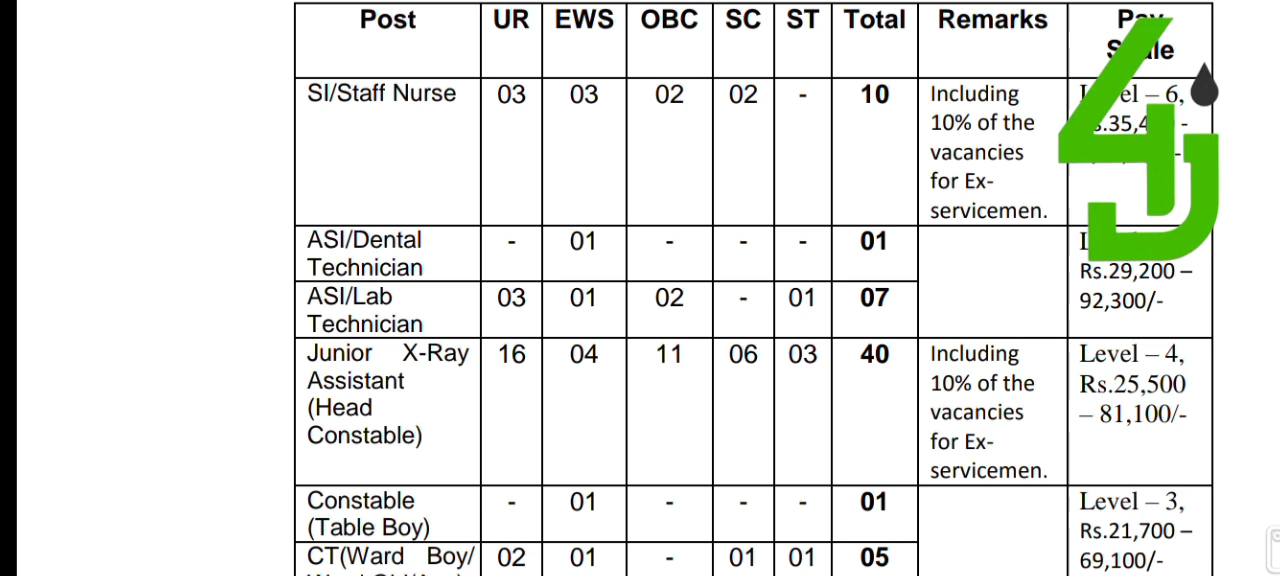 Post UR EWS OBC SC ST Total Remarks
SI/Staff Nurse 03 03 02 02 - 10 Including
10% of the
vacancies
for Ex-
servicemen.
– 6,
ASI/Dental - 01 - - - 01
Technician
Rs.29,200 –
ASI/Lab 03 01 02 - 01 07 92,300/-
Technician
Junior X-Ray 16 04 11 06 03 40 Including Level – 4,
Assistant 10% of the Rs.25,500
(Head vacancies – 81,100/-
Constable) for Ex-
servicemen.
Constable - 01 - - - 01 Level – 3,
(Table Boy) Rs.21,700 –
CT(Ward Boy/ 02 01 - 01 01 05 69,100/-